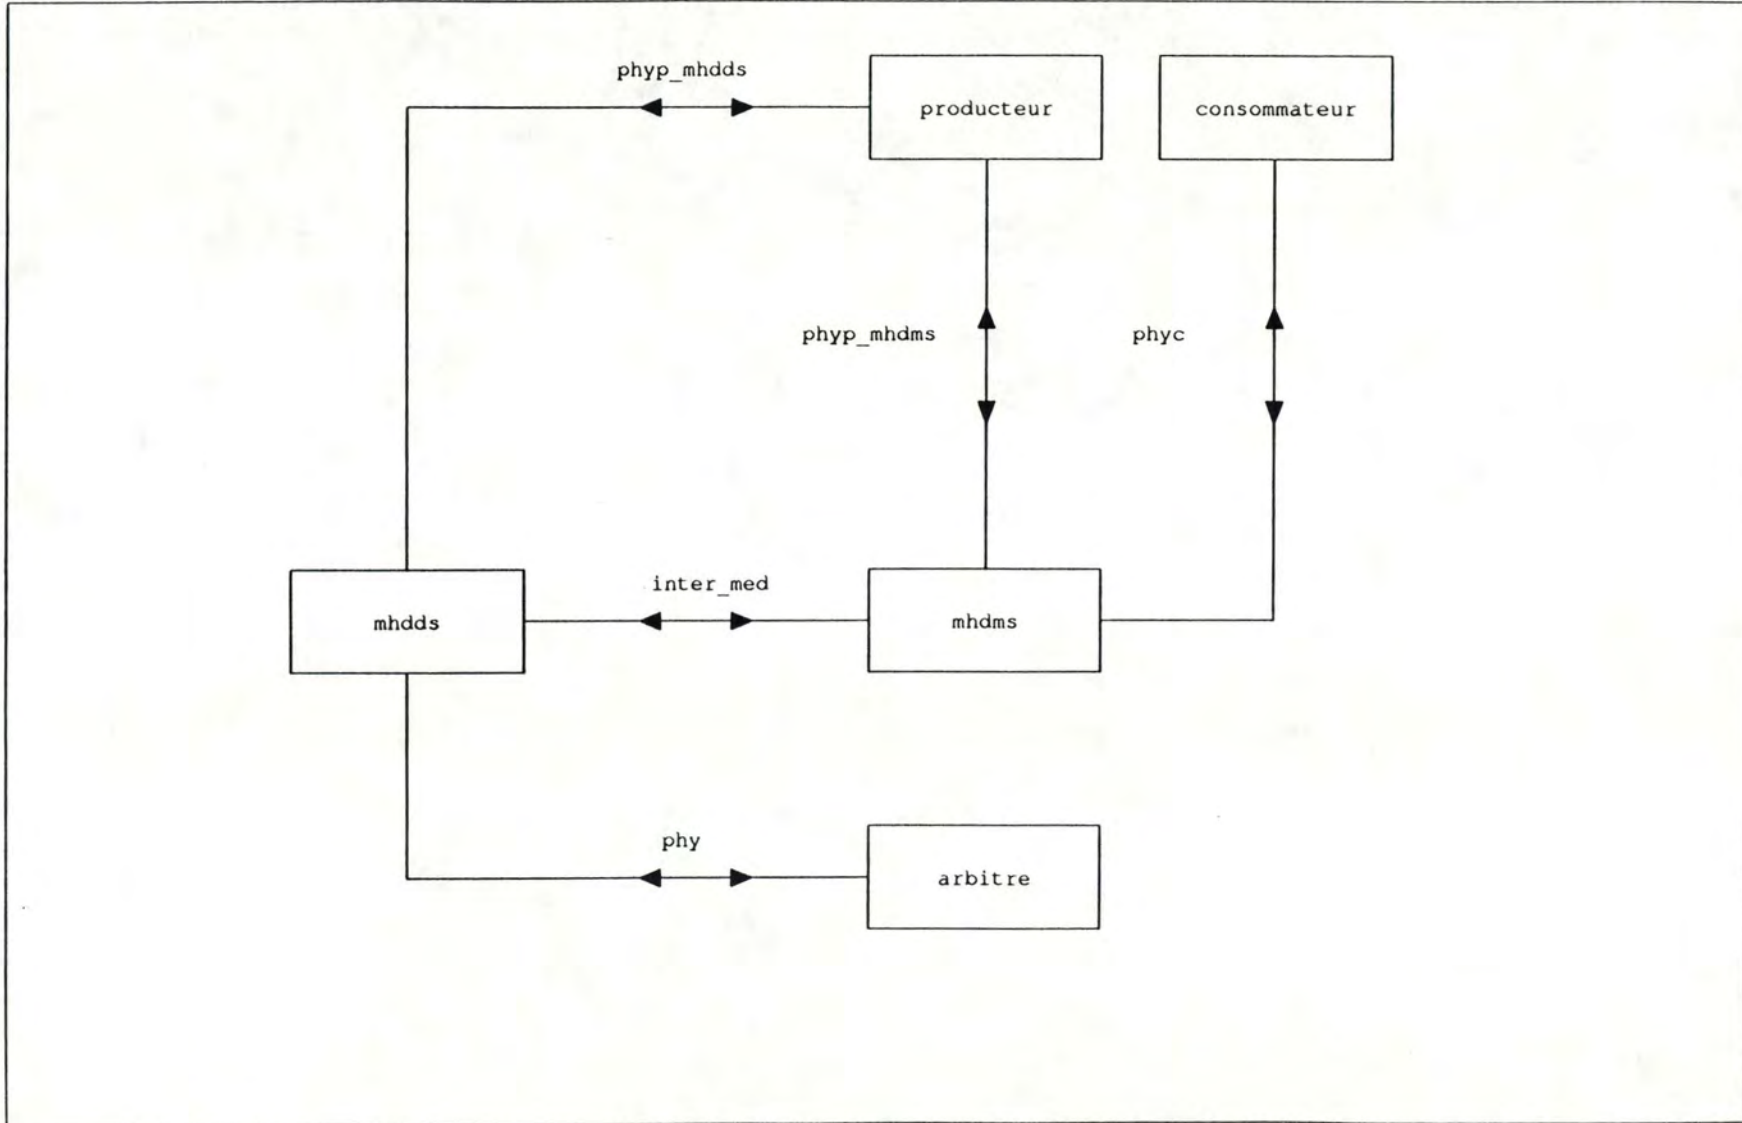 phyp_mhdds
producteur
consommateur
phyp_mhdms
phyc
inter_med
mhdds
mhdms
phy
arbitre